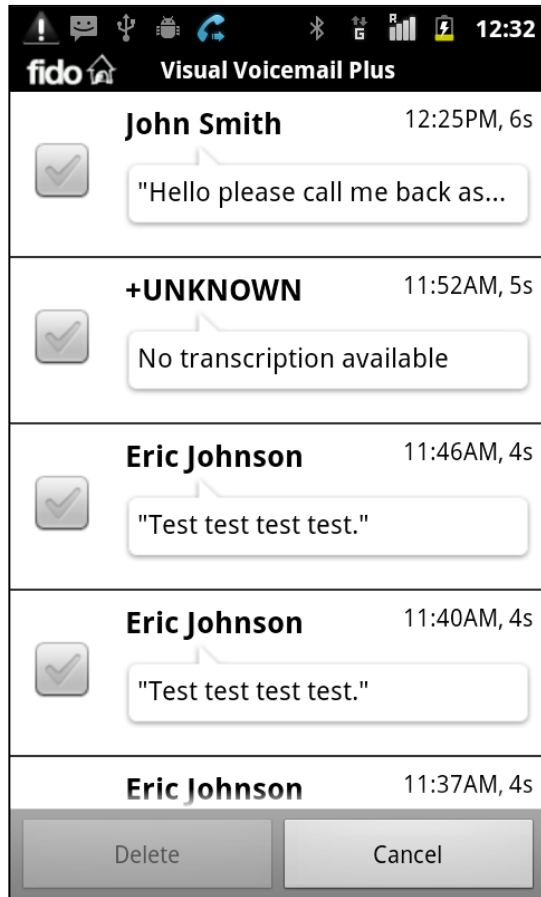 G R 12:32
fido Visual Voicemail Plus
John Smith 12:25PM, 6s
"Hello please call me back as...
+UNKNOWN 11:52AM, 5s
No transcription available
Eric Johnson 11:46AM, 4s
"Test test test test."
Eric Johnson 11:40AM, 4s
"Test test test test."
Eric Johnson 11:37AM, 4s
Delete Cancel